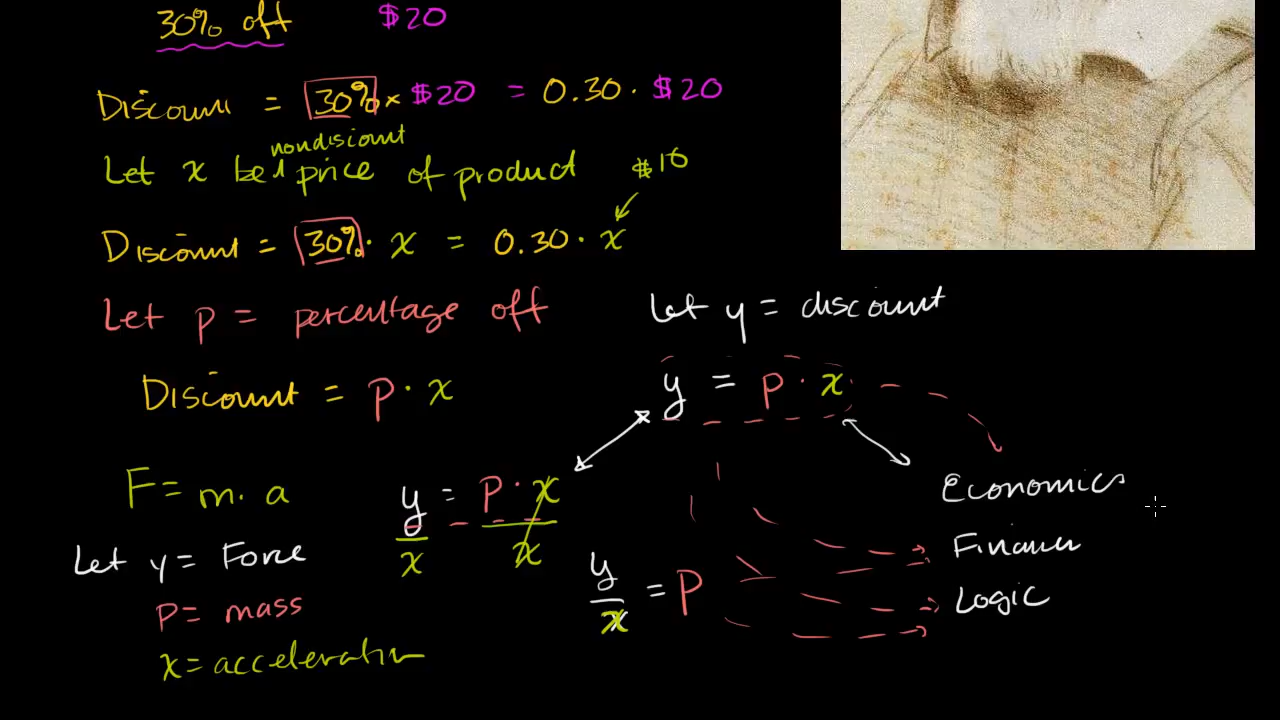 30% off $20
Discount = 30% × $20 = 0.30 · $20
nondiscount
Let x be price of product $10
Discount = 30% · x = 0.30 · x
Let p = percentage off
Let y = discount
y = p · x
Discount = p · x
F = m · a
y = p · x
x x
Let y = Force
p = mass
x = acceleration
y
x
= p
Economics
Finance
Logic